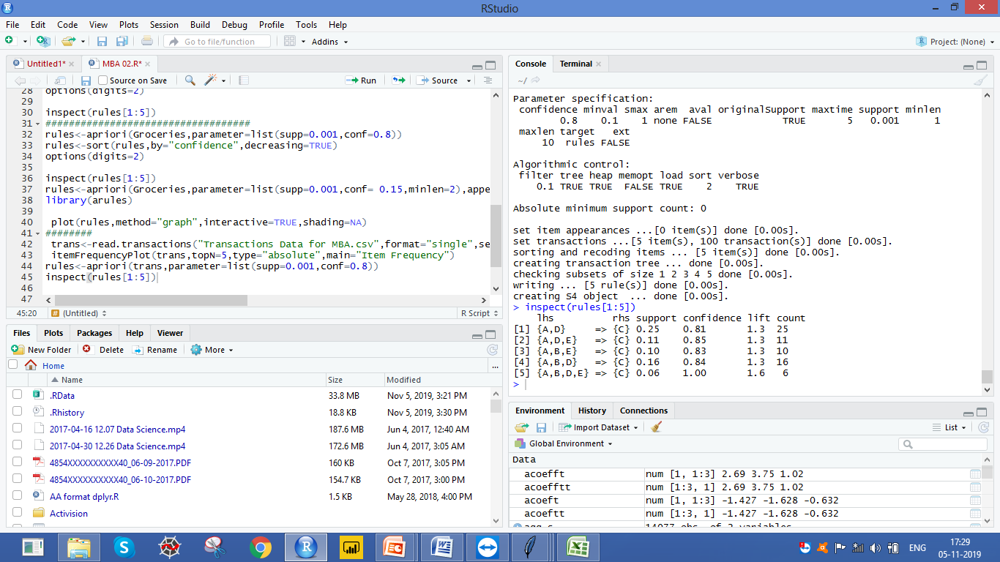 RStudio
File Edit Code View Plots Session Build Debug Profile Tools Help
Go to file/function Addins Project: (None)
Untitled1* MBA 02.R*
Source on Save Run Source
28 options(digits=2)
29
30 inspect(rules[1:5])
31 ###################################
32 rules<-apriori(Groceries,parameter=list(supp=0.001,conf=0.8))
33 rules<-sort(rules,by="confidence",decreasing=TRUE)
34 options(digits=2)
35
36 inspect(rules[1:5])
37 rules<-apriori(Groceries,parameter=list(supp=0.001,conf= 0.15,minlen=2),appe
38 library(arules)
39
40 plot(rules,method="graph",interactive=TRUE,shading=NA)
41 ########
42 trans<-read.transactions("Transactions Data for MBA.csv",format="single",se
43 itemFrequencyPlot(trans,topN=5,type="absolute",main="Item Frequency")
44 rules<-apriori(trans,parameter=list(supp=0.001,conf=0.8))
45 inspect(rules[1:5])
46
47
45:20 # (Untitled) R Script
Files Plots Packages Help Viewer
New Folder Delete Rename More
Home ...
Name Size Modified
.RData 33.8 MB Nov 5, 2019, 3:21 PM
.Rhistory 18.8 KB Nov 5, 2019, 3:30 PM
2017-04-16 12.07 Data Science.mp4 187.6 MB Jun 4, 2017, 12:40 AM
2017-04-30 12.26 Data Science.mp4 172.6 MB Jun 4, 2017, 3:05 AM
4854XXXXXXXXXX40_06-09-2017.PDF 160 KB Oct 7, 2017, 3:05 PM
4854XXXXXXXXXX40_06-10-2017.PDF 154.7 KB Oct 7, 2017, 3:00 PM
AA format dplyr.R 1.5 KB May 28, 2018, 4:00 PM
Activision
Console Terminal
~/
Parameter specification:
confidence minval smax arem aval originalSupport maxtime support minlen
0.8 0.1 1 none FALSE TRUE 5 0.001 1
maxlen target ext
10 rules FALSE
Algorithmic control:
filter tree heap memopt load sort verbose
0.1 TRUE TRUE FALSE TRUE 2 TRUE
Absolute minimum support count: 0
set item appearances ...[0 item(s)] done [0.00s].
set transactions ...[5 item(s), 100 transaction(s)] done [0.00s].
sorting and recoding items ... [5 item(s)] done [0.00s].
creating transaction tree ... done [0.00s].
checking subsets of size 1 2 3 4 5 done [0.00s].
writing ... [5 rule(s)] done [0.00s].
creating S4 object ... done [0.00s].
> inspect(rules[1:5])
lhs rhs support confidence lift count
[1] {A,D} => {C} 0.25 0.81 1.3 25
[2] {A,D,E} => {C} 0.11 0.85 1.3 11
[3] {A,B,E} => {C} 0.10 0.83 1.3 10
[4] {A,B,D} => {C} 0.16 0.84 1.3 16
[5] {A,B,D,E} => {C} 0.06 1.00 1.6 6
>
Environment History Connections
Import Dataset List
Global Environment
Data
acoefft num [1, 1:3] 2.69 3.75 1.02
acoefftt num [1:3, 1] 2.69 3.75 1.02
acoeft num [1, 1:3] -1.427 -1.628 -0.632
acoeftt num [1:3, 1] -1.427 -1.628 -0.632
ENG 17:29
05-11-2019